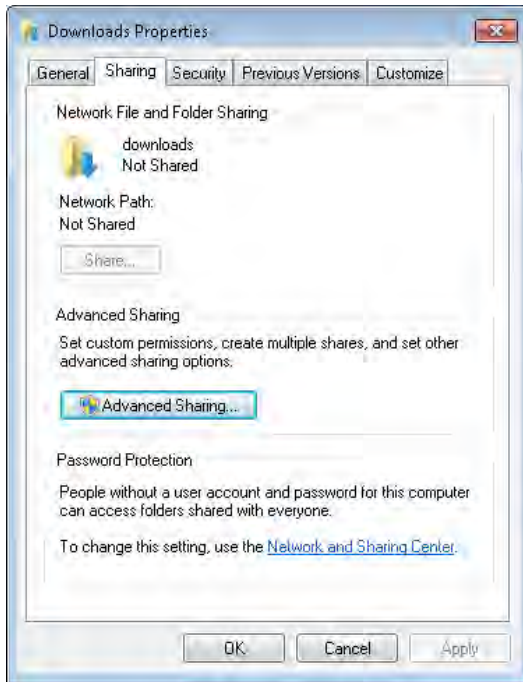 Downloads Properties
General Sharing Security Previous Versions Customize
Network File and Folder Sharing
downloads
Not Shared
Network Path:
Not Shared
Share...
Advanced Sharing
Set custom permissions, create multiple shares, and set other
advanced sharing options.
Advanced Sharing...
Password Protection
People without a user account and password for this computer
can access folders shared with everyone.
To change this setting, use the Network and Sharing Center.
OK Cancel Apply